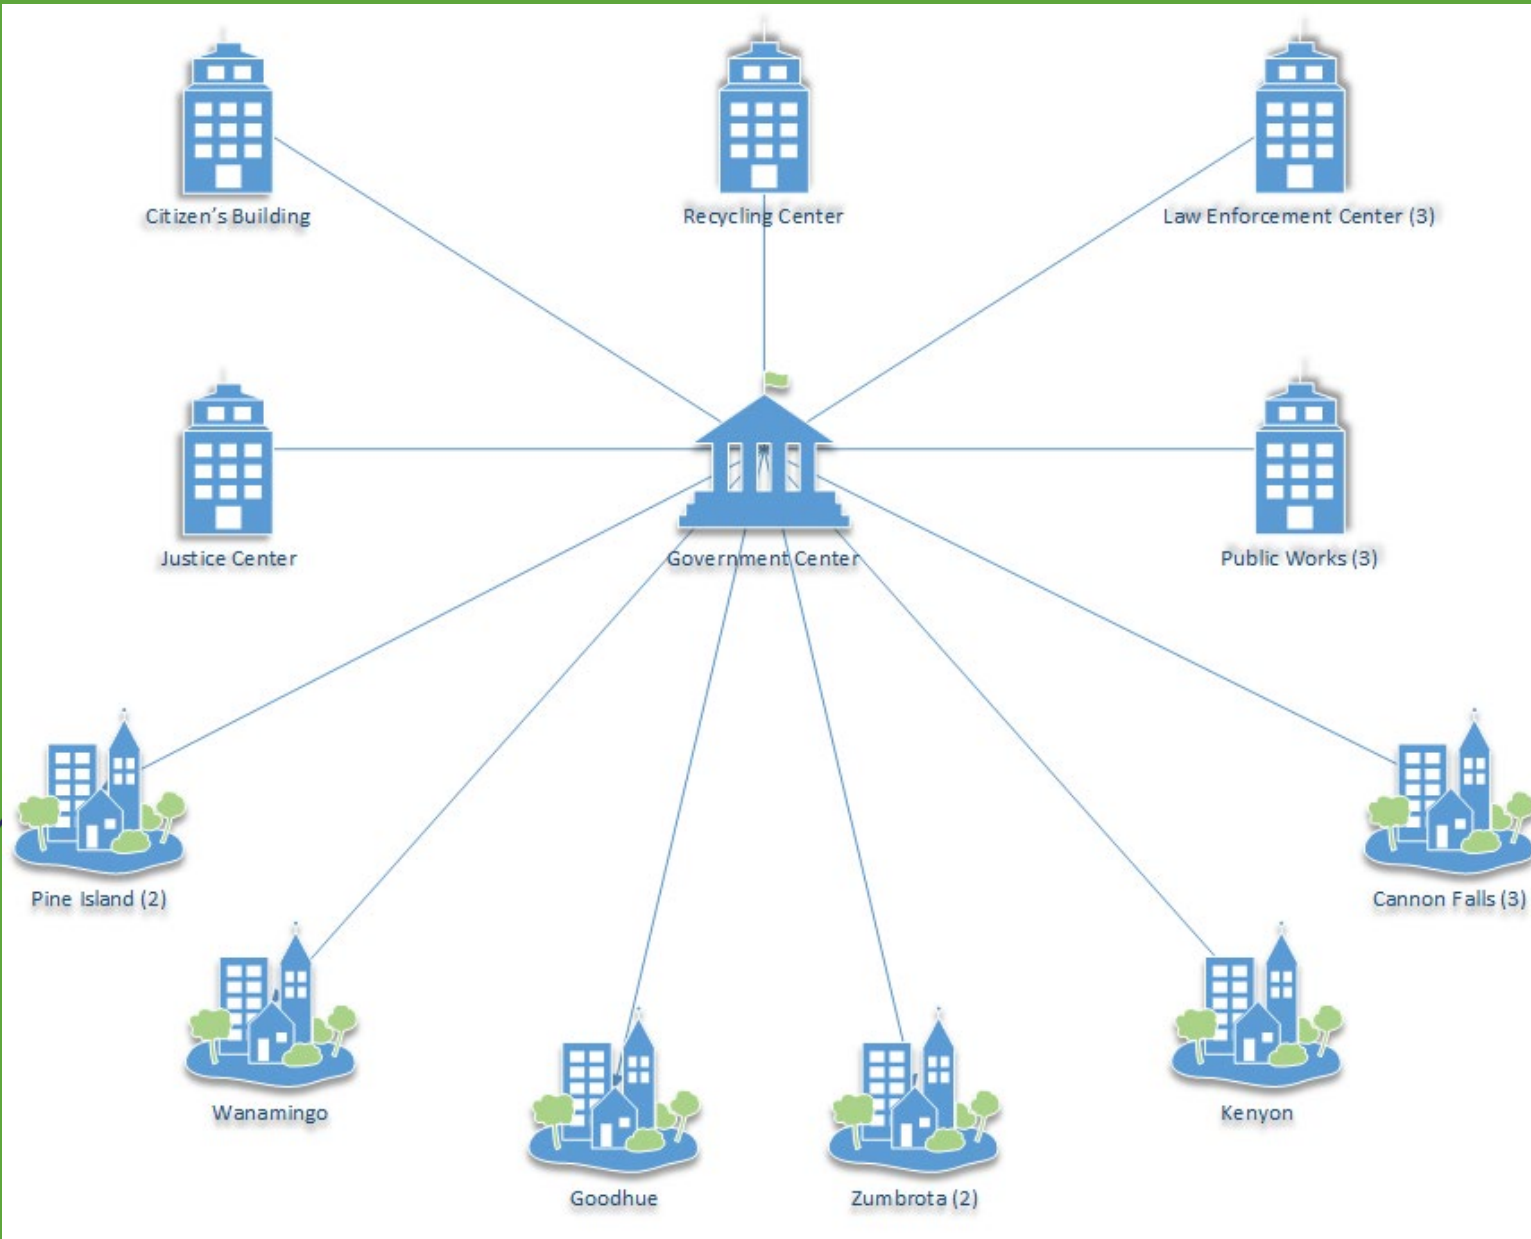 Citizen's Building
Recycling Center
Law Enforcement Center (3)
Justice Center
Government Center
Public Works (3)
Pine Island (2)
Cannon Falls (3)
Wanamingo
Kenyon
Goodhue
Zumbrota (2)